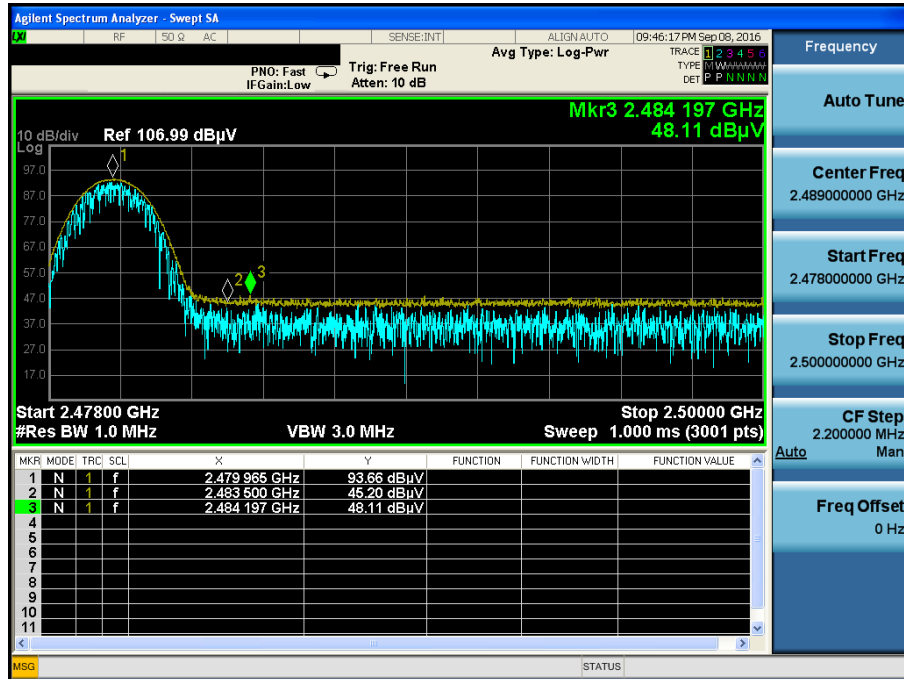 Agilent Spectrum Analyzer - Swept SA
LXI RF 50 Ω AC SENSE:INT ALIGN AUTO 09:46:17 PM Sep 08, 2016
Frequency
Avg Type: Log-Pwr
TRACE 1 2 3 4 5 6
PNO: Fast Trig: Free Run
TYPE M WWWWW
IFGain:Low Atten: 10 dB
DET P P N N N N
Auto Tune
Mkr3 2.484 197 GHz
48.11 dBµV
10 dB/div Ref 106.99 dBµV
Log
97.0
87.0
77.0
67.0
57.0
47.0
37.0
27.0
17.0
1
2
3
Center Freq
2.489000000 GHz
Start Freq
2.478000000 GHz
Stop Freq
2.500000000 GHz
Start 2.47800 GHz Stop 2.50000 GHz
#Res BW 1.0 MHz VBW 3.0 MHz Sweep 1.000 ms (3001 pts)
CF Step
2.200000 MHz
Auto Man
MKR MODE TRC SCL X Y FUNCTION FUNCTION WIDTH FUNCTION VALUE
1 N 1 f 2.479 965 GHz 93.66 dBµV
2 N 1 f 2.483 500 GHz 45.20 dBµV
3 N 1 f 2.484 197 GHz 48.11 dBµV
4
5
6
7
8
9
10
11
Freq Offset
0 Hz
MSG STATUS